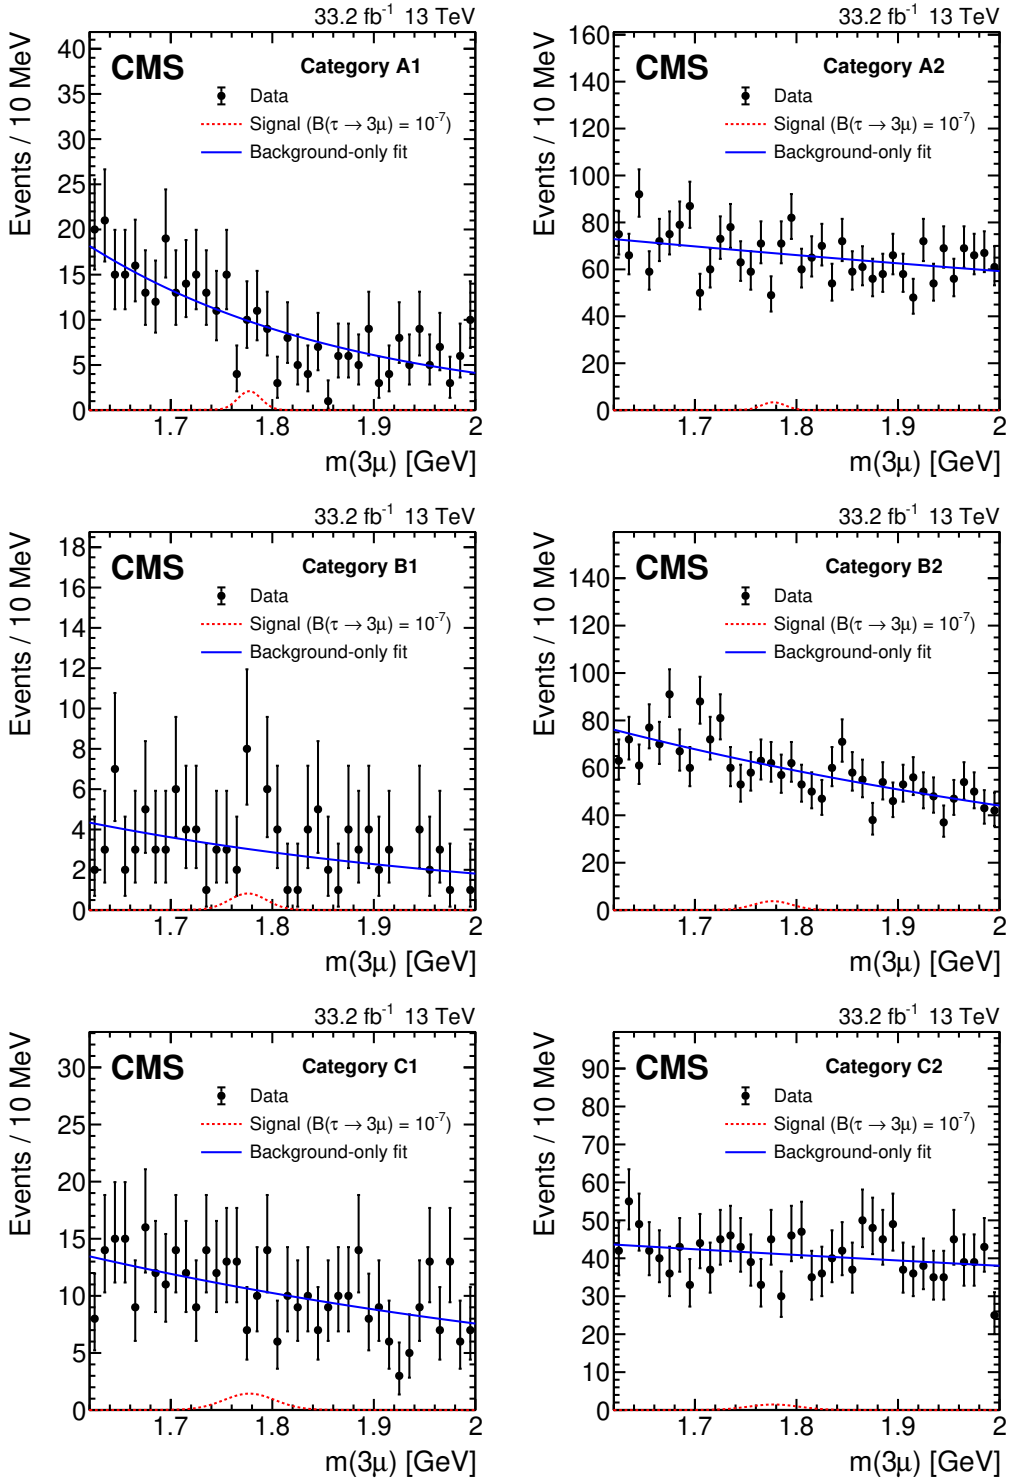 33.2 fb⁻¹ 13 TeV
CMS
Category A1
Data
Signal (B(τ → 3μ) = 10⁻⁷)
Background-only fit
Events / 10 MeV
40
35
30
25
20
15
10
5
0
1.7 1.8 1.9 2
m(3μ) [GeV]
33.2 fb⁻¹ 13 TeV
CMS
Category A2
Data
Signal (B(τ → 3μ) = 10⁻⁷)
Background-only fit
Events / 10 MeV
160
140
120
100
80
60
40
20
0
1.7 1.8 1.9 2
m(3μ) [GeV]
33.2 fb⁻¹ 13 TeV
CMS
Category B1
Data
Signal (B(τ → 3μ) = 10⁻⁷)
Background-only fit
Events / 10 MeV
18
16
14
12
10
8
6
4
2
0
1.7 1.8 1.9 2
m(3μ) [GeV]
33.2 fb⁻¹ 13 TeV
CMS
Category B2
Data
Signal (B(τ → 3μ) = 10⁻⁷)
Background-only fit
Events / 10 MeV
140
120
100
80
60
40
20
0
1.7 1.8 1.9 2
m(3μ) [GeV]
33.2 fb⁻¹ 13 TeV
CMS
Category C1
Data
Signal (B(τ → 3μ) = 10⁻⁷)
Background-only fit
Events / 10 MeV
30
25
20
15
10
5
0
1.7 1.8 1.9 2
m(3μ) [GeV]
33.2 fb⁻¹ 13 TeV
CMS
Category C2
Data
Signal (B(τ → 3μ) = 10⁻⁷)
Background-only fit
Events / 10 MeV
90
80
70
60
50
40
30
20
10
0
1.7 1.8 1.9 2
m(3μ) [GeV]